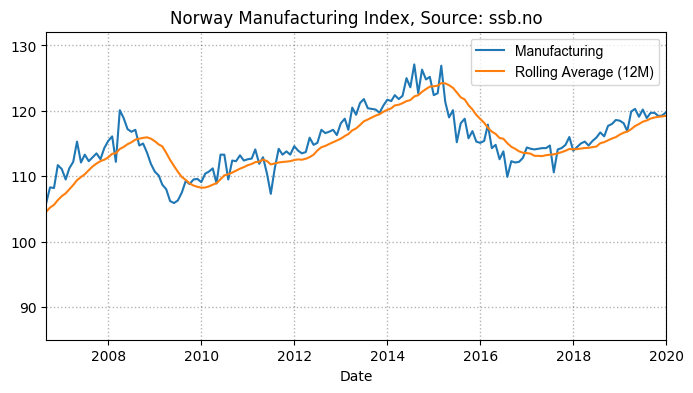 Norway Manufacturing Index, Source: ssb.no
Manufacturing
Rolling Average (12M)
130
120
110
100
90
2008 2010 2012 2014 2016 2018 2020
Date